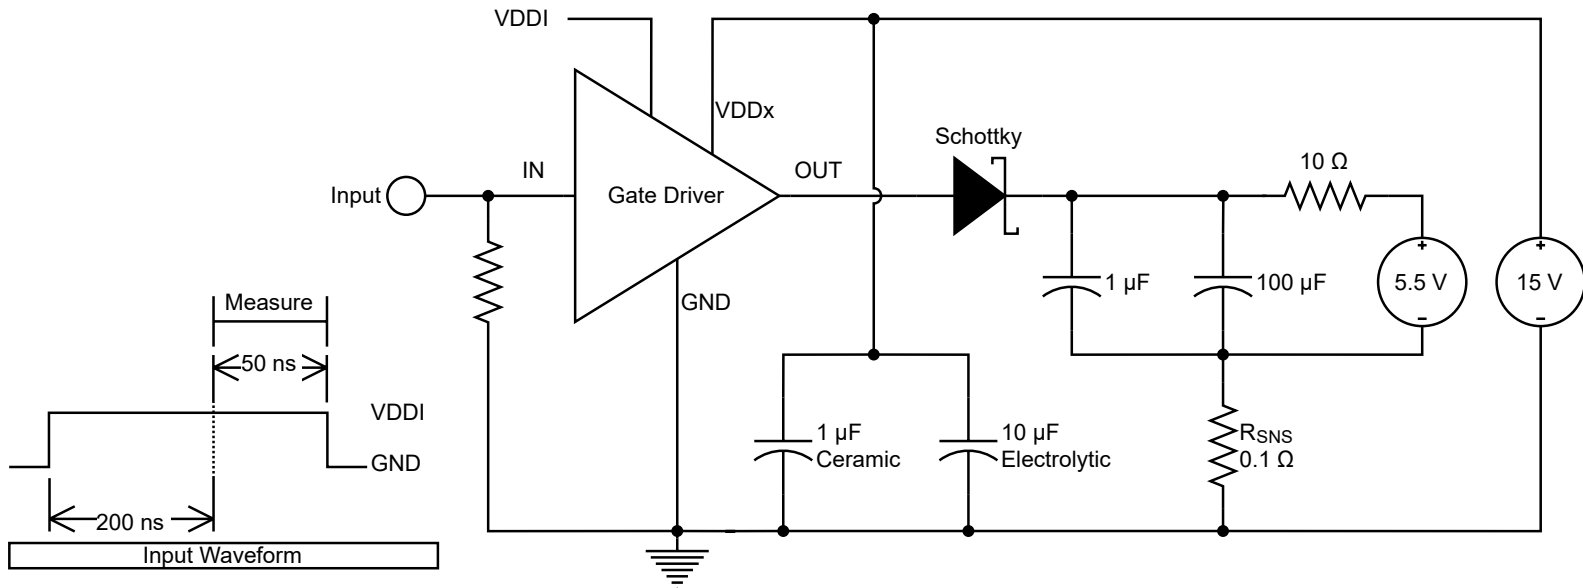 VDDI
VDDx
Schottky
10 Ω
IN
OUT
Input
Gate Driver
1 µF
100 µF
+
5.5 V
−
+
15 V
−
GND
Measure
50 ns
VDDI
GND
200 ns
Input Waveform
1 µF
Ceramic
10 µF
Electrolytic
RSNS
0.1 Ω